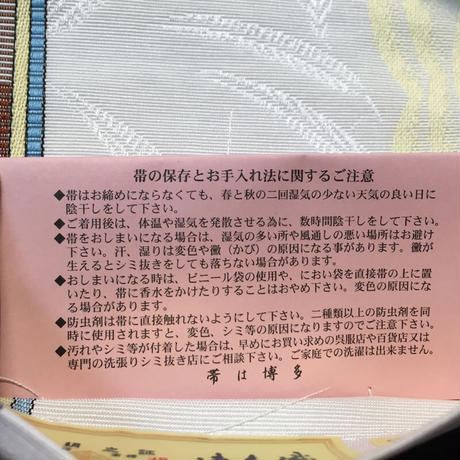 帯の保存とお手入れ法に関するご注意
◆帯はお締めにならなくても、春と秋の二回湿気の少ない天気の良い日に
陰干しをして下さい。
◆ご着用後は、体温や湿気を発散させる為に、数時間陰干しをして下さい。
◆帯をおしまいになる場合は、湿気の多い所や風通しの悪い場所はお避け
下さい。汗、湿りは変色や黴（かび）の原因になる事があります。黴が
生えるとシミ抜きをしても落ちない場合があります。
◆おしまいになる時は、ビニール袋の使用や、におい袋を直接帯の上に置
いたり、帯に香水をかけたりすることはおやめ下さい。変色の原因にな
る場合があります。
◆防虫剤は帯に直接触れないようにして下さい。二種類以上の防虫剤を同
時に使用されますと、変色、シミ等の原因になりますのでご注意下さい。
◆汚れやシミ等が付着した場合は、早めにお買い求めの呉服店や百貨店又は
専門の洗張りシミ抜き店にご相談下さい。ご家庭での洗濯は出来ません。
帯は博多